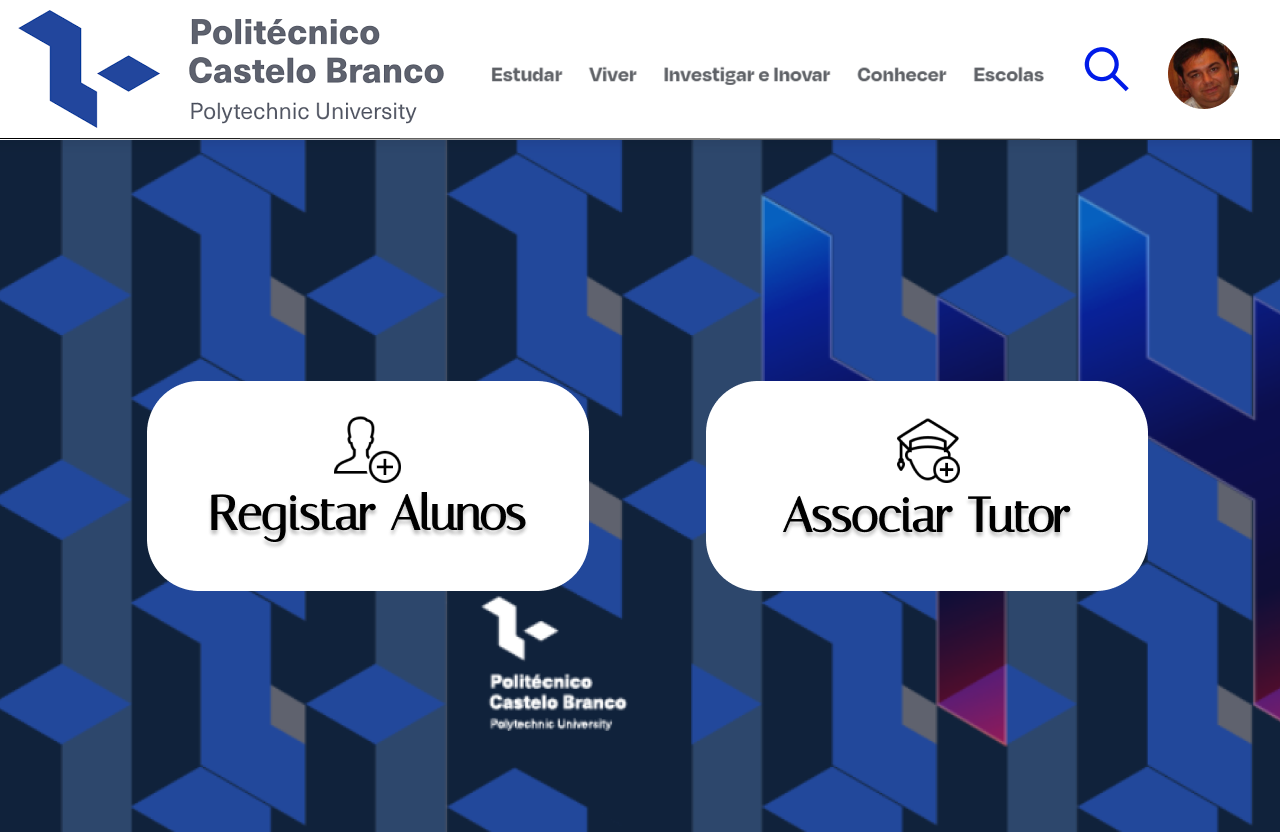 Politécnico
Castelo Branco
Polytechnic University
Estudar Viver Investigar e Inovar Conhecer Escolas
Registar Alunos
Associar Tutor
Politécnico
Castelo Branco
Polytechnic University